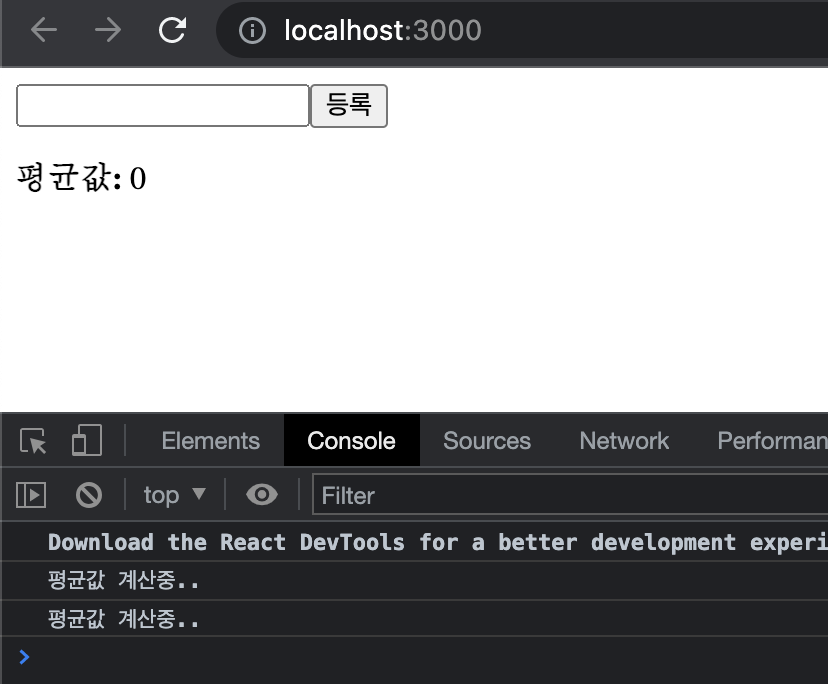 localhost:3000
등록
평균값: 0
Elements Console Sources Network Performan
top ▼ Filter
Download the React DevTools for a better development experi
평균값 계산중..
평균값 계산중..